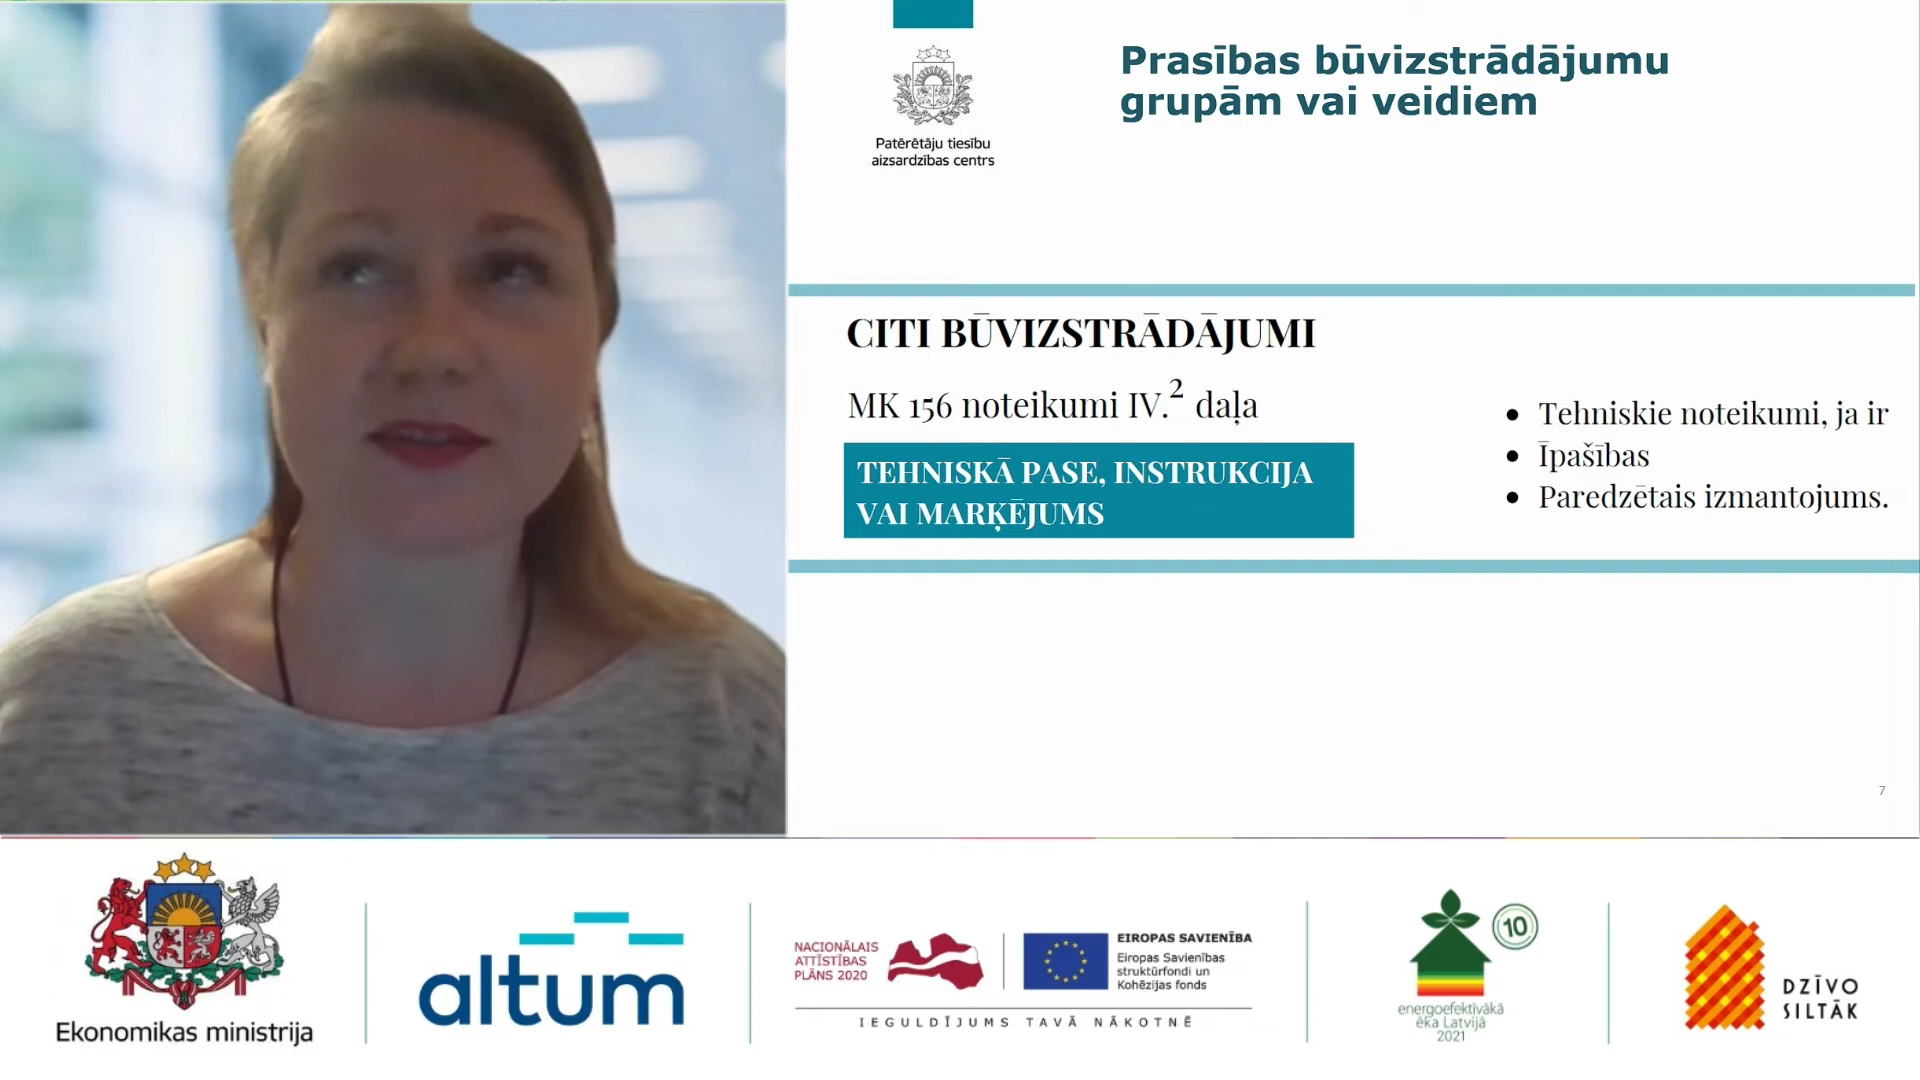 Patērētāju tiesību
aizsardzības centrs
Prasības būvizstrādājumu
grupām vai veidiem
CITI BŪVIZSTRĀDĀJUMI
MK 156 noteikumi IV.² daļa
TEHNISKĀ PASE, INSTRUKCIJA
VAI MARĶĒJUMS
• Tehniskie noteikumi, ja ir
• Īpašības
• Paredzētais izmantojums.
7
Ekonomikas ministrija
altum
NACIONĀLAIS
ATTĪSTĪBAS
PLĀNS 2020
EIROPAS SAVIENĪBA
Eiropas Savienības
struktūrfondi un
Kohēzijas fonds
IEGULDĪJUMS TAVĀ NĀKOTNĒ
10
energoefektīvākā
ēka Latvijā
2021
DZĪVO
SILTĀK